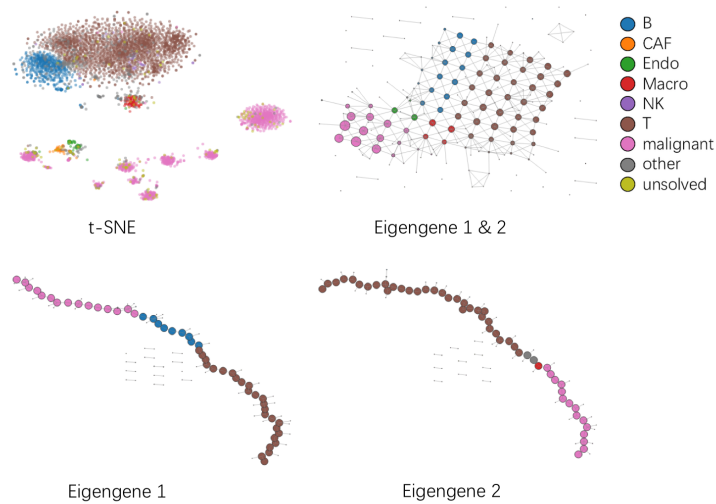 B
CAF
Endo
Macro
NK
T
malignant
other
unsolved
t-SNE
Eigengene 1 & 2
Eigengene 1
Eigengene 2